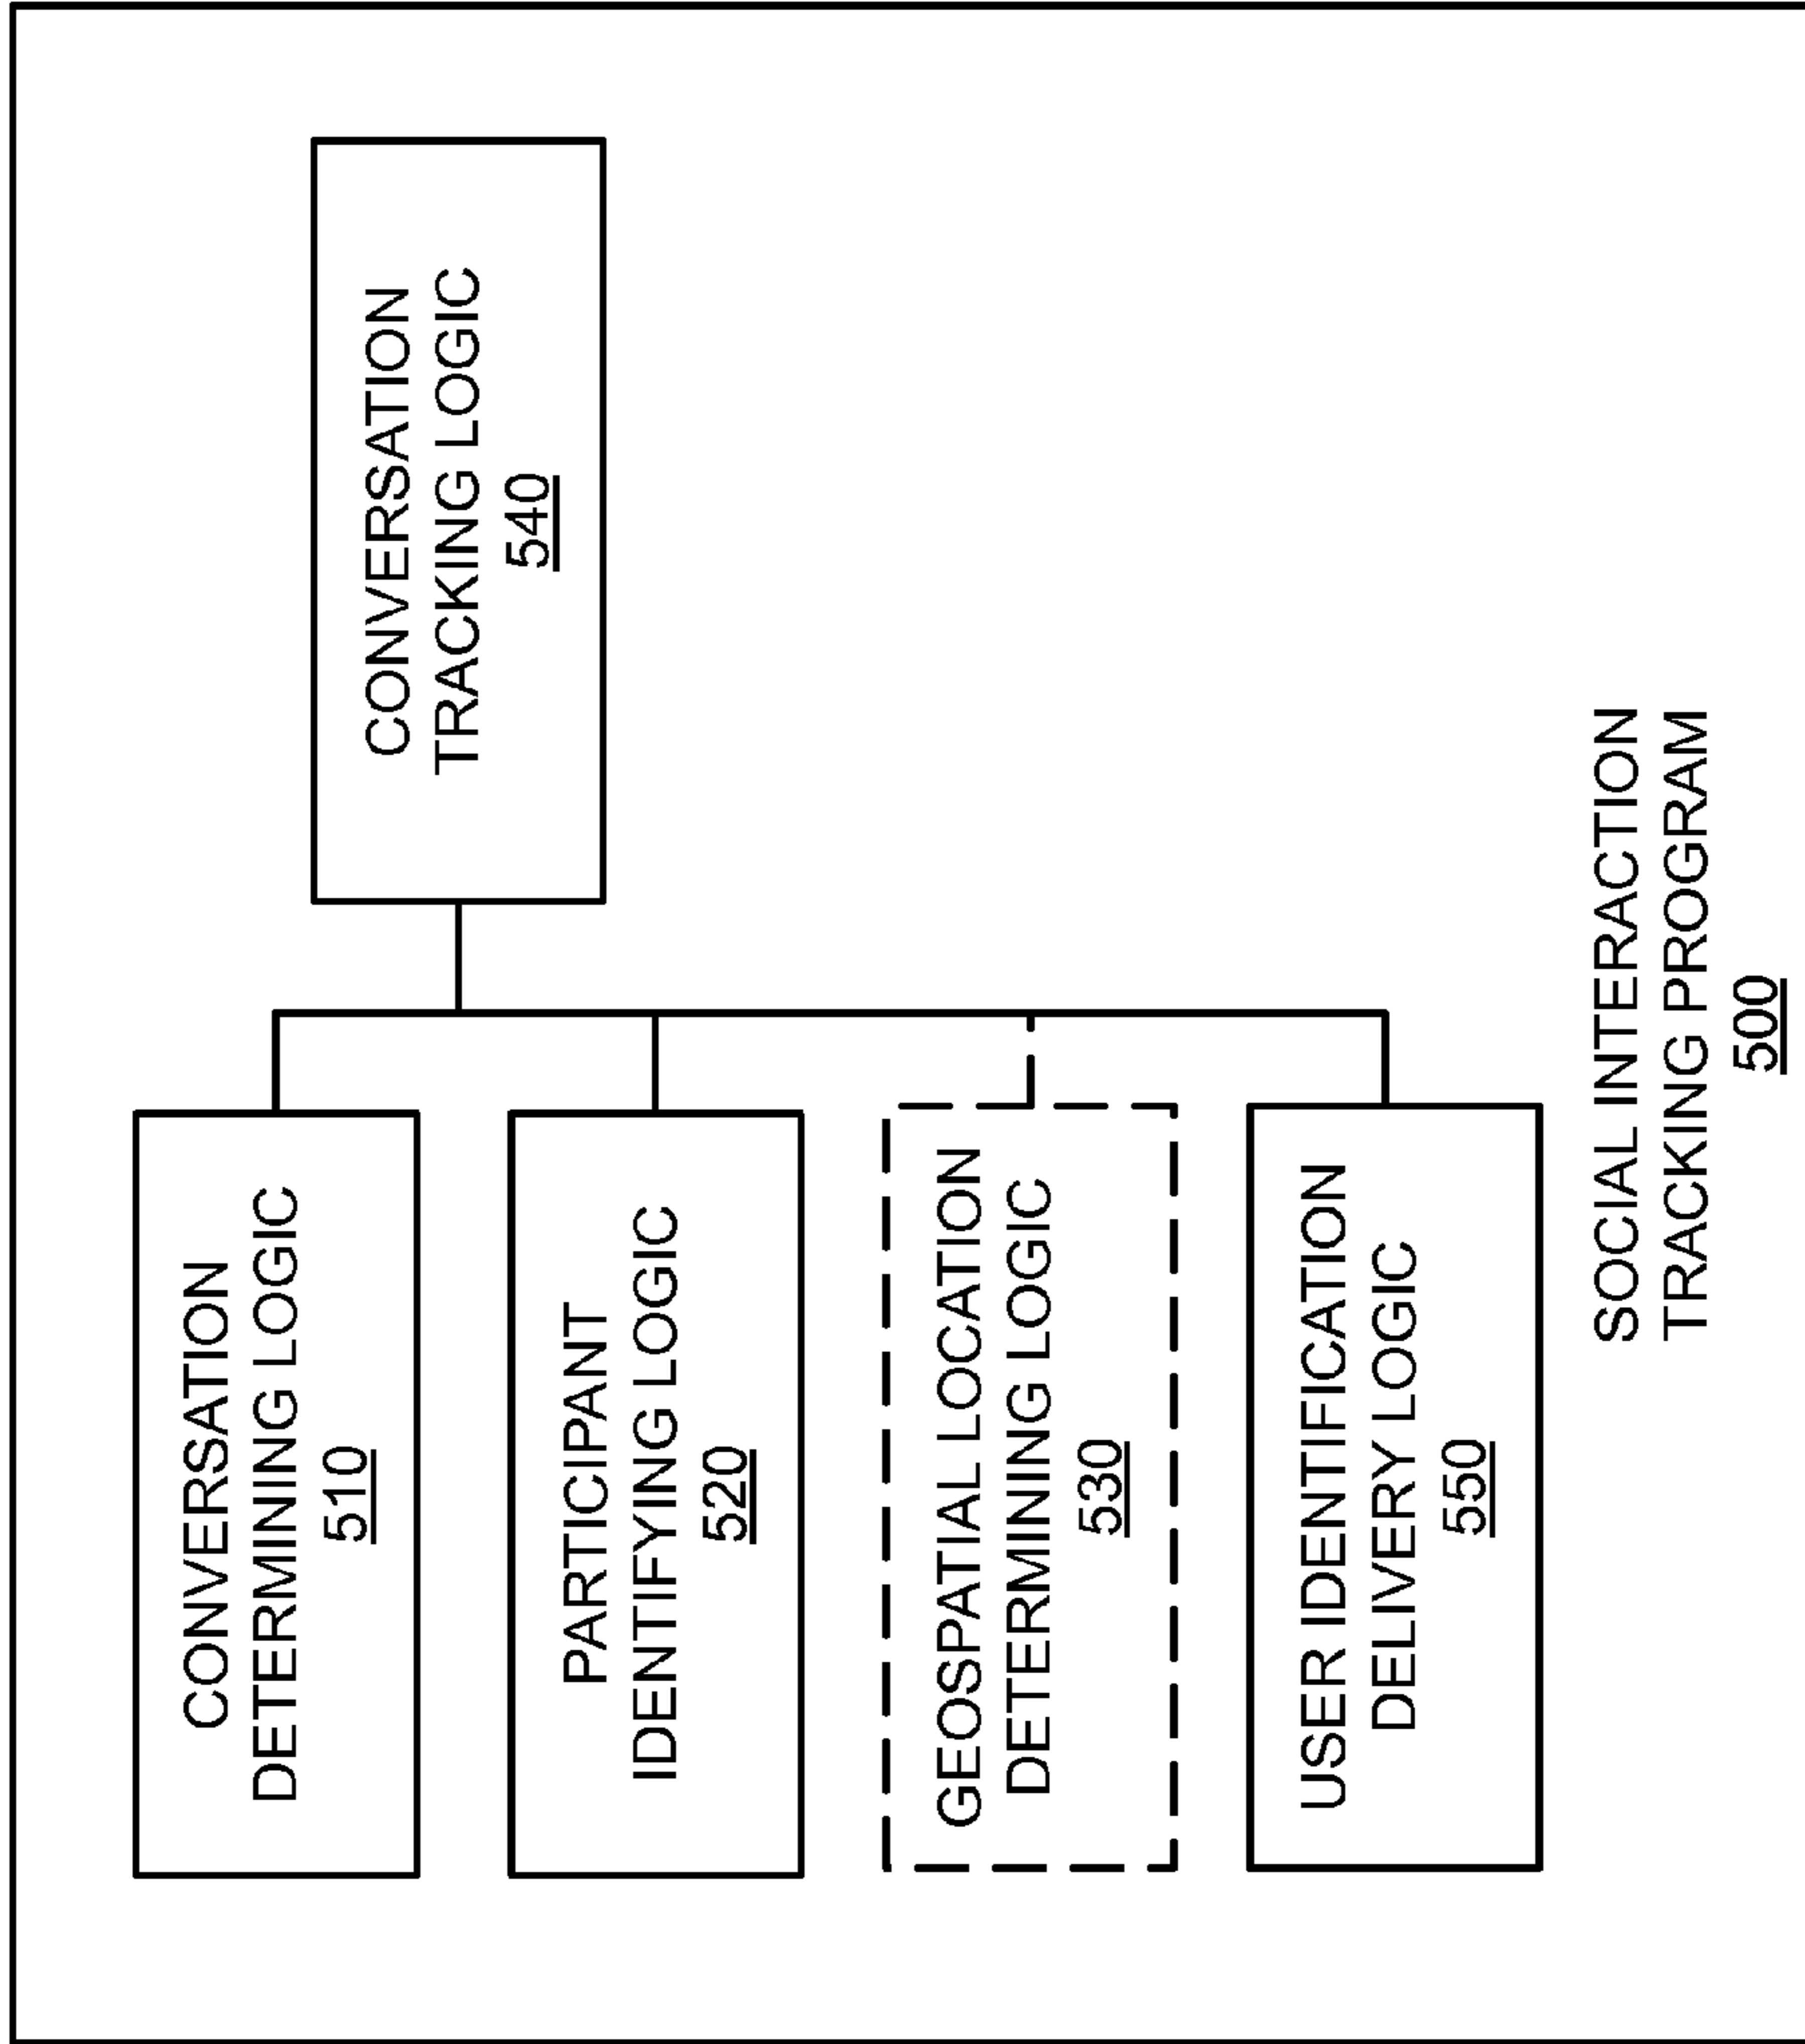 CONVERSATION
DETERMINING LOGIC
510
PARTICIPANT
IDENTIFYING LOGIC
520
GEOSPATIAL LOCATION
DETERMINING LOGIC
530
USER IDENTIFICATION
DELIVERY LOGIC
550
CONVERSATION
TRACKING LOGIC
540
SOCIAL INTERACTION
TRACKING PROGRAM
500